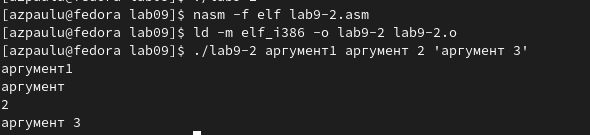 [azpaulu@fedora lab09]$ nasm -f elf lab9-2.asm
[azpaulu@fedora lab09]$ ld -m elf_i386 -o lab9-2 lab9-2.o
[azpaulu@fedora lab09]$ ./lab9-2 аргумент1 аргумент 2 'аргумент 3'
аргумент1
аргумент
2
аргумент 3